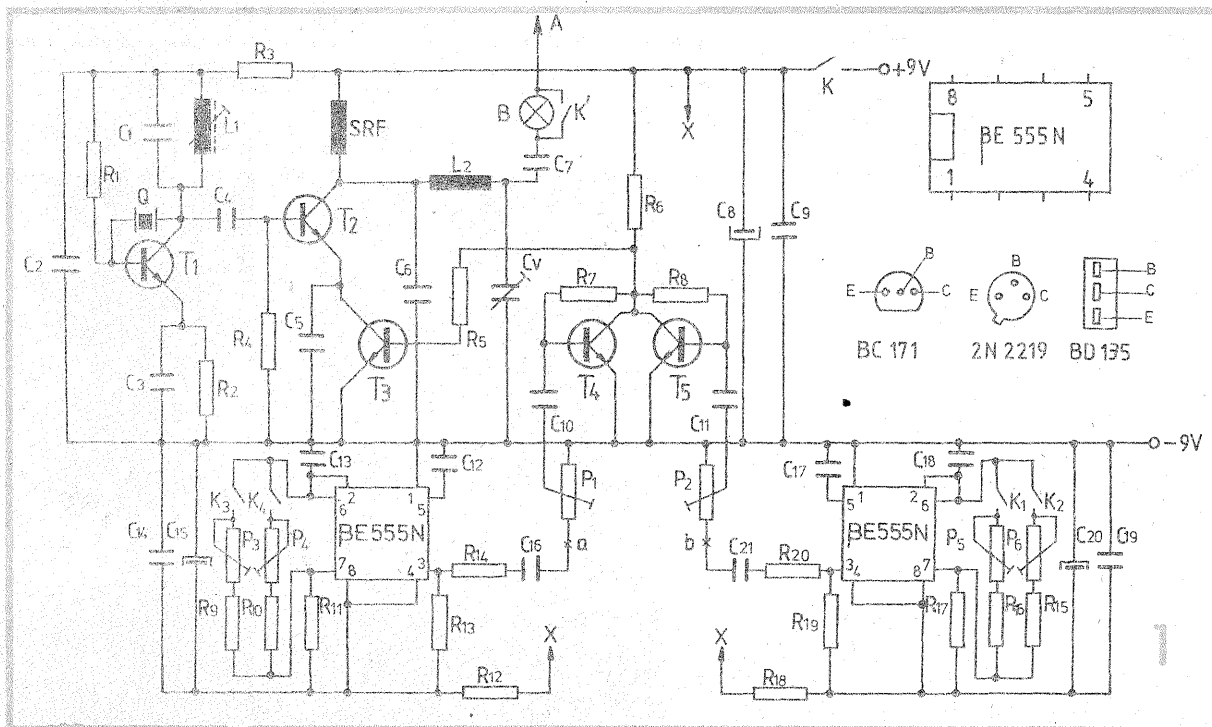 A
R3
+9V
K
B
K'
X
8 5
BE 555N
1 4
C1
L1
SRF
L2
C7
R1
R6
C8
C9
Q
C4
T2
T1
C2
C6
Cv
R7
R8
B
B
E C
E C
B
C
E
BC 171
2N 2219
BD 135
R4
C5
R5
T3
T4
T5
C3
R2
C10
C11
-9V
C13
C12
P1
P2
C17
C18
K3
K4
2
6
1
5
BE555N
7
8
4
3
P3
P4
a
b
1
5
2
6
BE555N
3
4
8
7
K1
K2
P5
P6
C14
C15
R14
C16
C21
R20
C20
C19
R9
R10
R11
R13
R19
R17
R16
R15
X
R12
X
R18
1